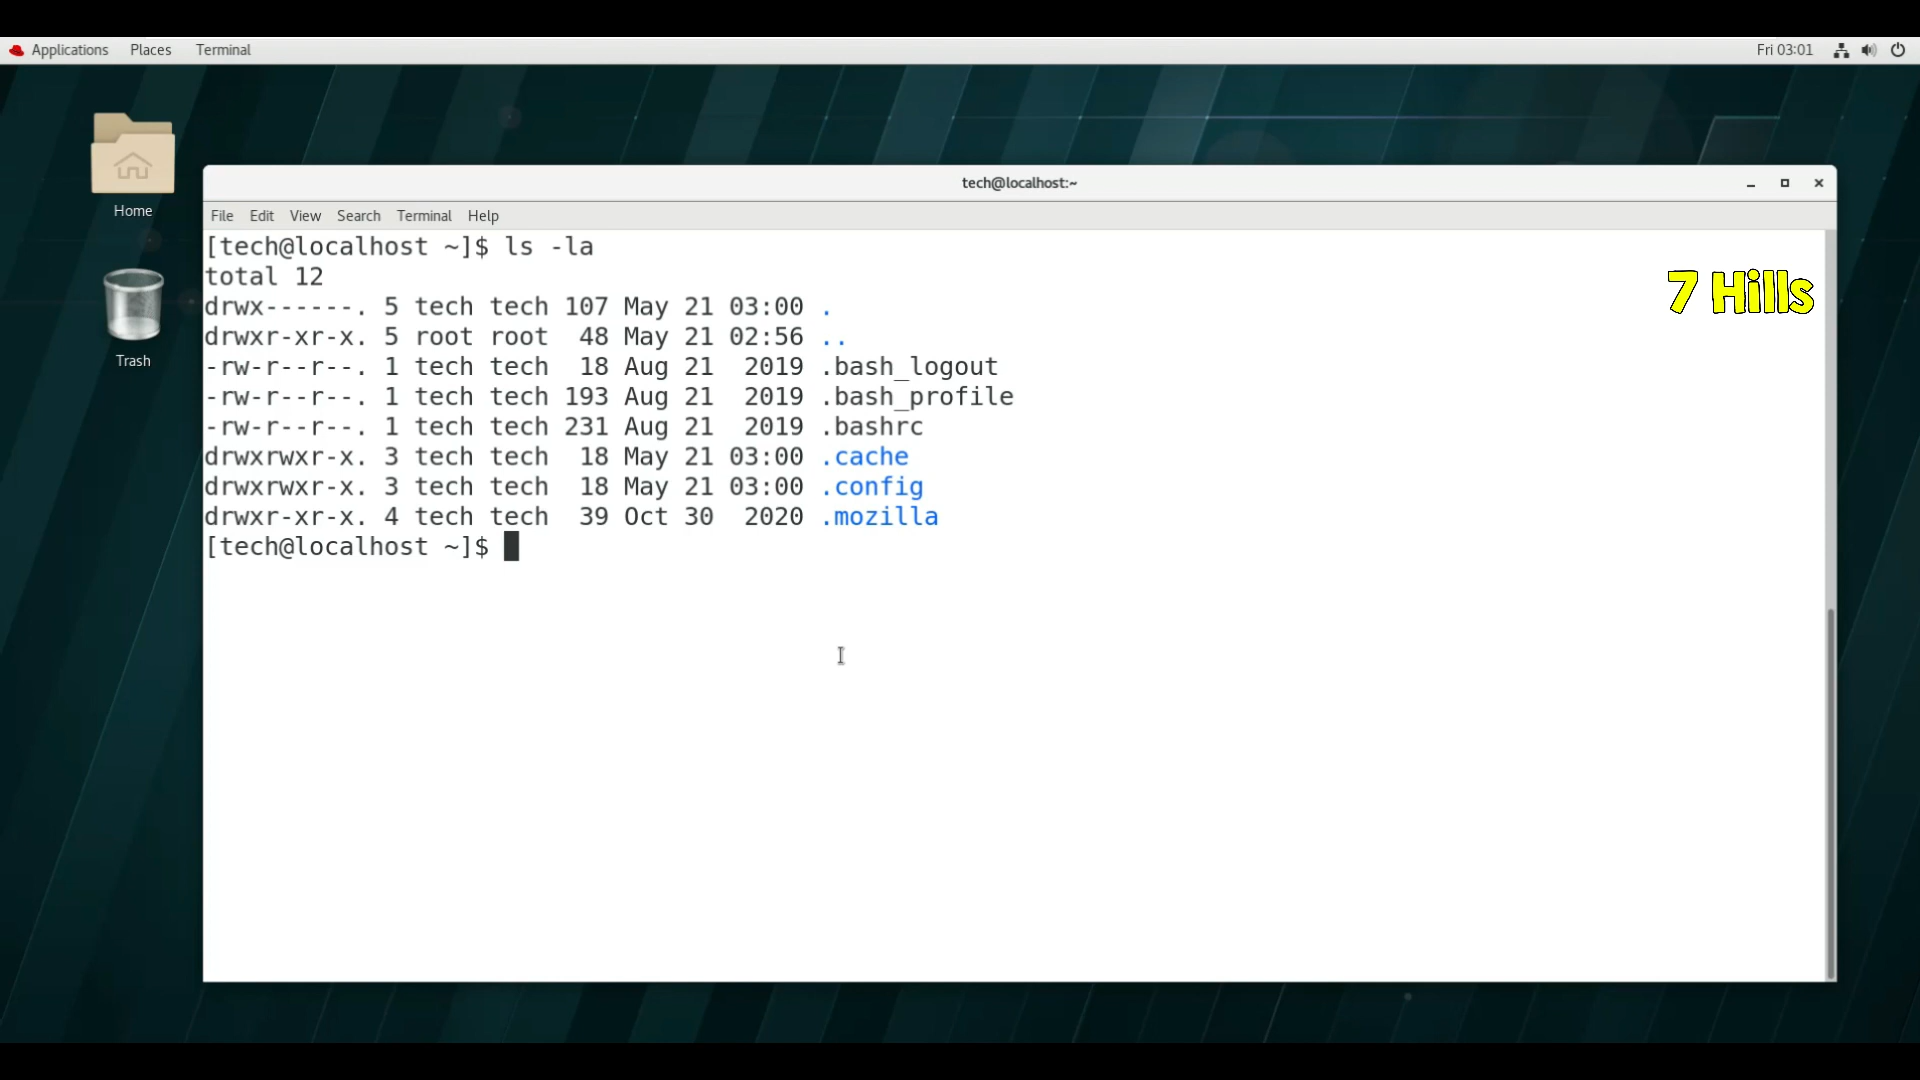 Applications Places Terminal Fri 03:01
Home
Trash
tech@localhost:~
File Edit View Search Terminal Help
[tech@localhost ~]$ ls -la
total 12
drwx------. 5 tech tech 107 May 21 03:00 .
drwxr-xr-x. 5 root root  48 May 21 02:56 ..
-rw-r--r--. 1 tech tech  18 Aug 21  2019 .bash_logout
-rw-r--r--. 1 tech tech 193 Aug 21  2019 .bash_profile
-rw-r--r--. 1 tech tech 231 Aug 21  2019 .bashrc
drwxrwxr-x. 3 tech tech  18 May 21 03:00 .cache
drwxrwxr-x. 3 tech tech  18 May 21 03:00 .config
drwxr-xr-x. 4 tech tech  39 Oct 30  2020 .mozilla
[tech@localhost ~]$
7 Hills